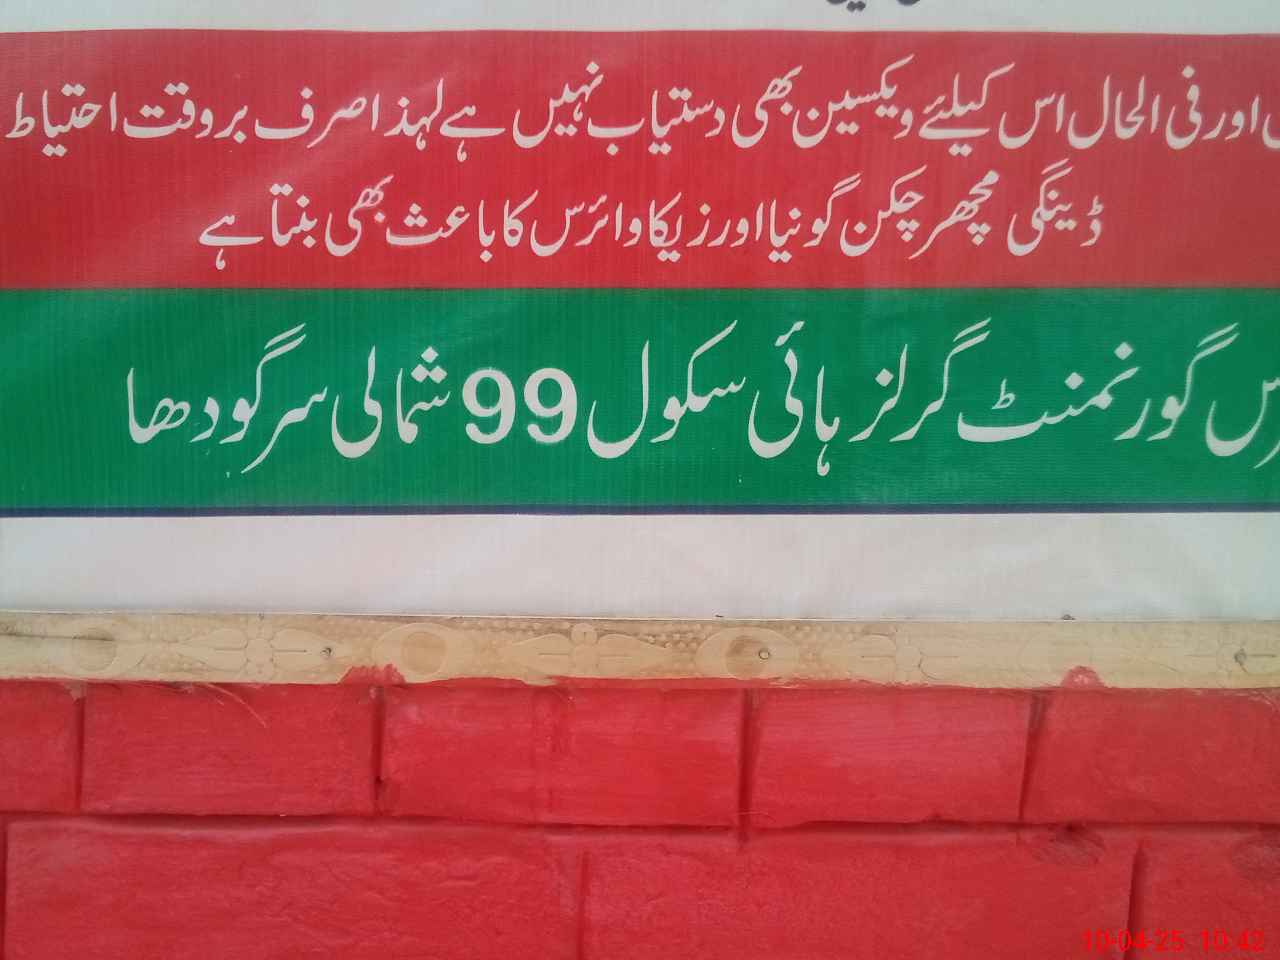 اور فی الحال اس کیلئے ویکسین بھی دستیاب نہیں ہے لہذا صرف بروقت احتیاط
ڈینگی مچھر چکن گونیا اور زیکا وائرس کا باعث بھی بنتا ہے
گورنمنٹ گرلز ہائی سکول 99 شمالی سرگودھا
10-04-25 10:42